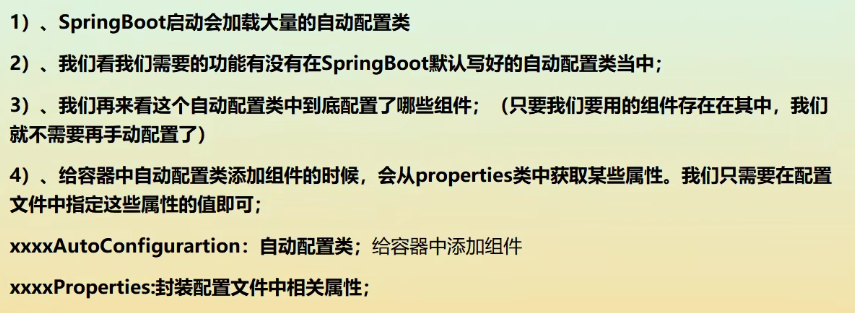 1）、SpringBoot启动会加载大量的自动配置类
2）、我们看我们需要的功能有没有在SpringBoot默认写好的自动配置类当中；
3）、我们再来看这个自动配置类中到底配置了哪些组件；（只要我们要用的组件存在在其中，我们
就不需要再手动配置了）
4）、给容器中自动配置类添加组件的时候，会从properties类中获取某些属性。我们只需要在配置
文件中指定这些属性的值即可；
xxxxAutoConfigurartion：自动配置类；给容器中添加组件
xxxxProperties:封装配置文件中相关属性；